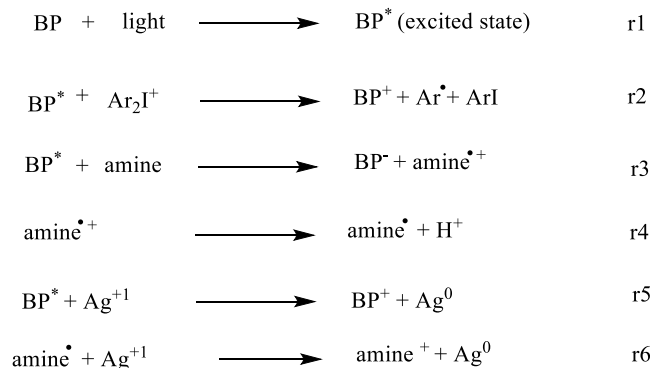 BP + light ⟶ BP* (excited state) r1
BP* + Ar₂I⁺ ⟶ BP⁺ + Ar• + ArI r2
BP* + amine ⟶ BP⁻ + amine•⁺ r3
amine•⁺ ⟶ amine• + H⁺ r4
BP* + Ag⁺¹ ⟶ BP⁺ + Ag⁰ r5
amine• + Ag⁺¹ ⟶ amine ⁺ + Ag⁰ r6